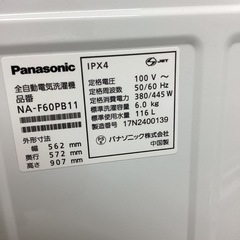 Panasonic
全自動電気洗濯機
品番
NA-F60PB11
外形寸法
幅 562 mm
奥行 572 mm
高さ 907 mm
IPX4
JET
定格電圧 100 V～
定格周波数 50/60 Hz
定格消費電力 380/445 W
標準洗濯容量 6.0 kg
標準使用水量 116 L
17N2400139
パナソニック株式会社
中国製